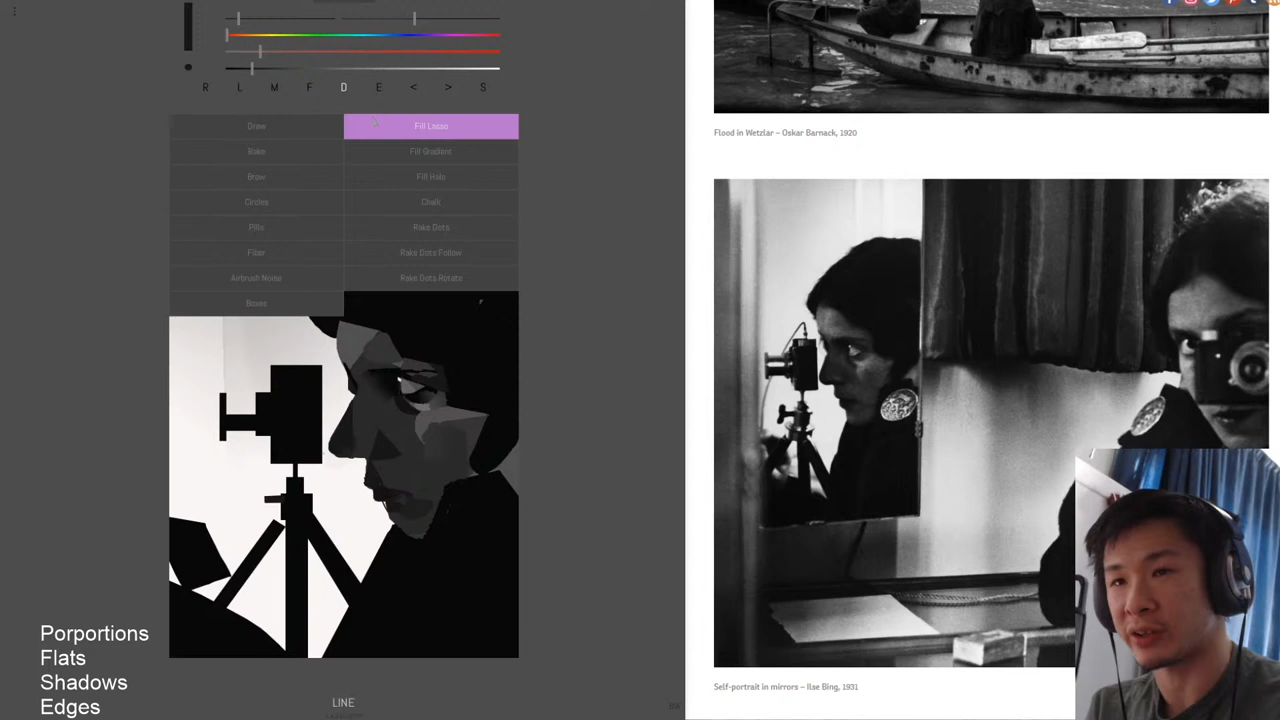 R L M F D E < > S
Draw Fill Lasso
Bake Fill Gradient
Brow Fill Halo
Circles Chalk
Pills Rake Dots
Fiber Rake Dots Follow
Airbrush Noise Rake Dots Rotate
Boxes
Porportions
Flats
Shadows
Edges
LINE
Flood in Wetzlar – Oskar Barnack, 1920
Self-portrait in mirrors – Ilse Bing, 1931